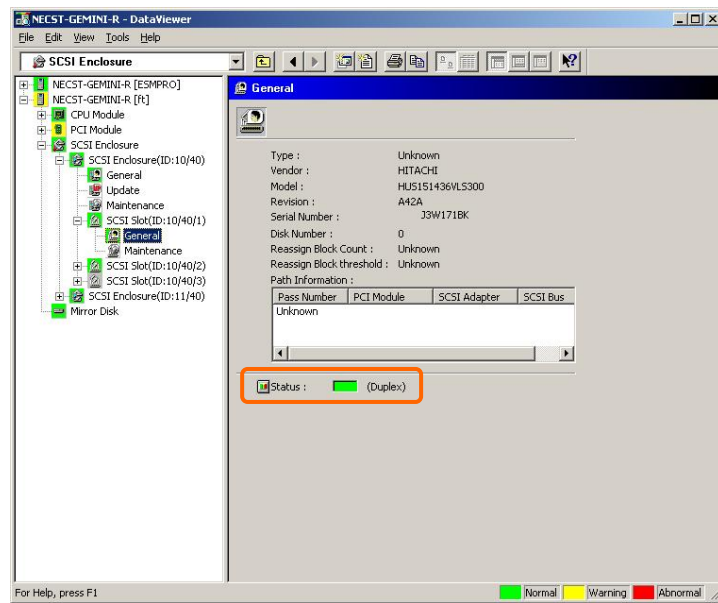 NECST-GEMINI-R - DataViewer
File Edit View Tools Help
SCSI Enclosure
NECST-GEMINI-R [ESMPRO]
NECST-GEMINI-R [ft]
CPU Module
PCI Module
SCSI Enclosure
SCSI Enclosure(ID:10/40)
General
Update
Maintenance
SCSI Slot(ID:10/40/1)
General
Maintenance
SCSI Slot(ID:10/40/2)
SCSI Slot(ID:10/40/3)
SCSI Enclosure(ID:11/40)
Mirror Disk
General
Type : Unknown
Vendor : HITACHI
Model : HUS151436VLS300
Revision : A42A
Serial Number : J3W171BK
Disk Number : 0
Reassign Block Count : Unknown
Reassign Block threshold : Unknown
Path Information :
Pass Number PCI Module SCSI Adapter SCSI Bus
Unknown
Status : (Duplex)
For Help, press F1 Normal Warning Abnormal